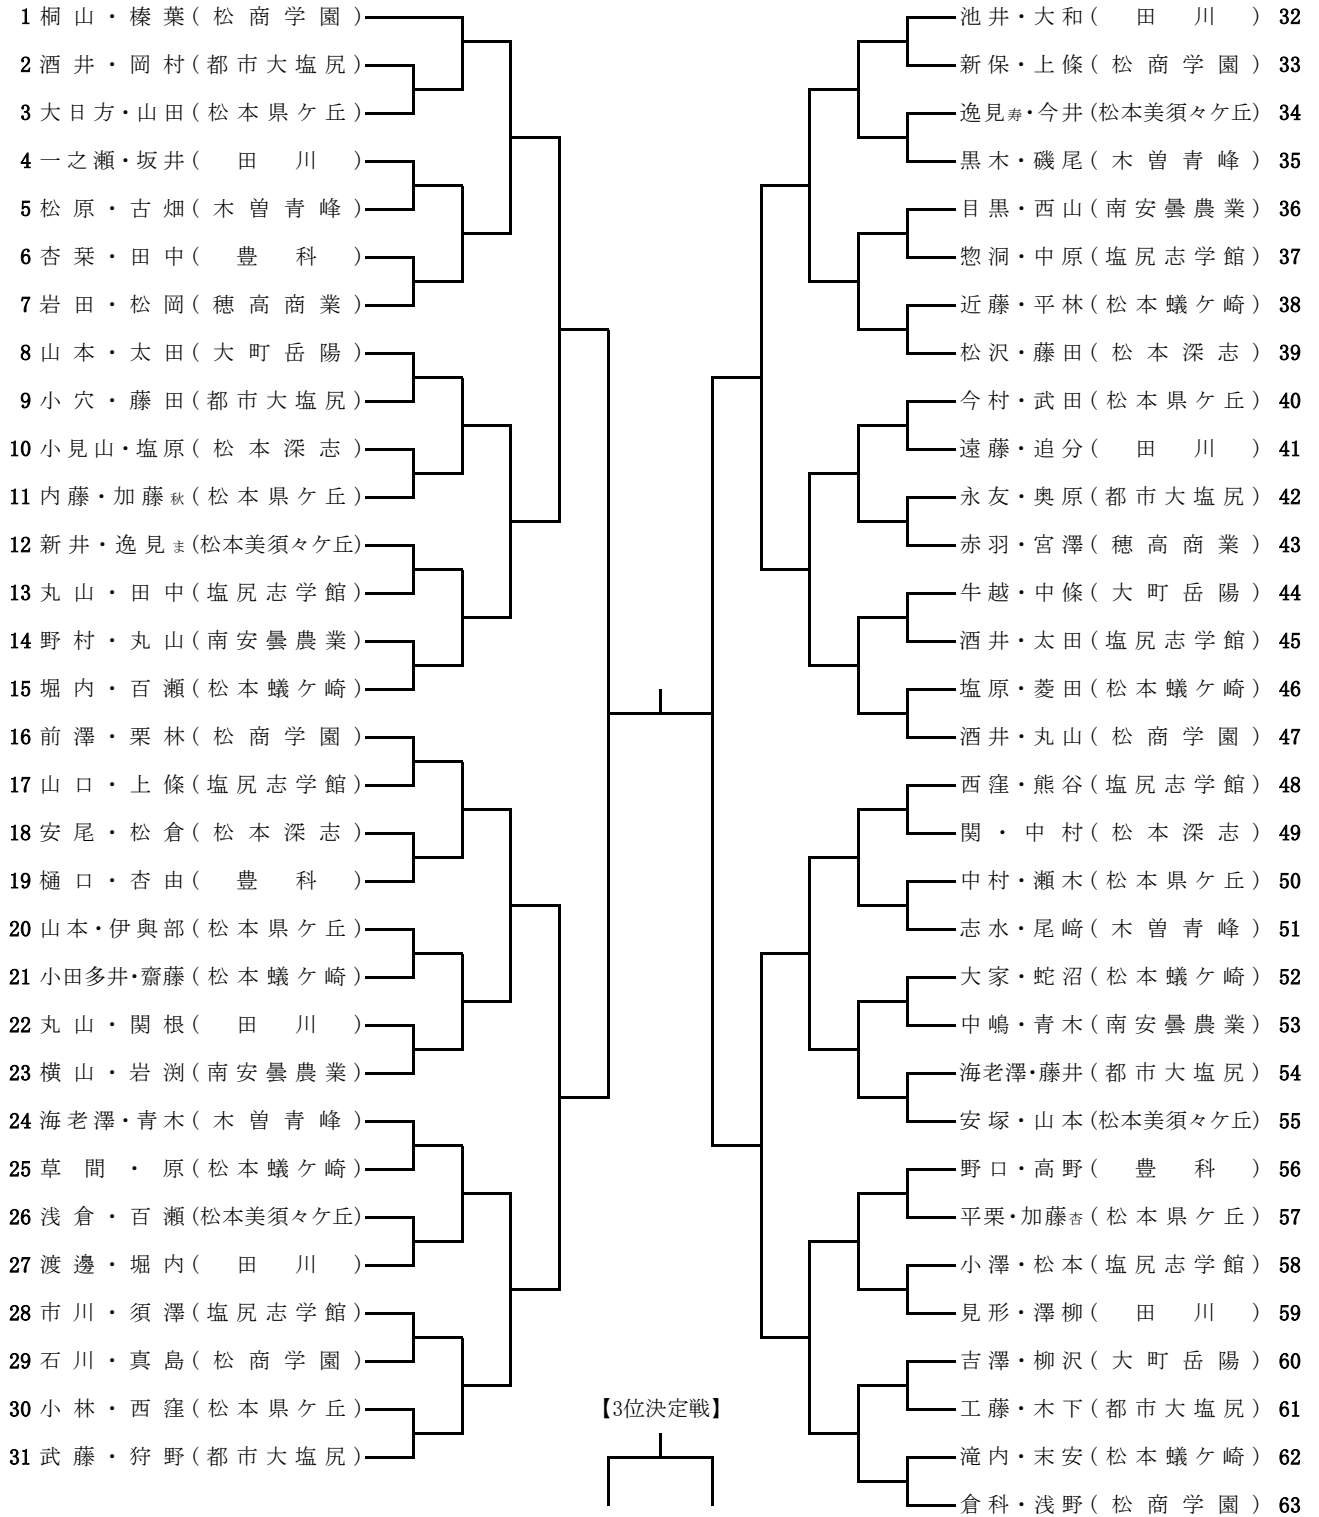 1 桐山・榛葉(松商学園)
2 酒井・岡村(都市大塩尻)
3 大日方・山田(松本県ケ丘)
4 一之瀬・坂井(田川)
5 松原・古畑(木曽青峰)
6 杏栞・田中(豊科)
7 岩田・松岡(穂高商業)
8 山本・太田(大町岳陽)
9 小穴・藤田(都市大塩尻)
10 小見山・塩原(松本深志)
11 内藤・加藤秋(松本県ケ丘)
12 新井・逸見ま(松本美須々ケ丘)
13 丸山・田中(塩尻志学館)
14 野村・丸山(南安曇農業)
15 堀内・百瀬(松本蟻ケ崎)
16 前澤・栗林(松商学園)
17 山口・上條(塩尻志学館)
18 安尾・松倉(松本深志)
19 樋口・杏由(豊科)
20 山本・伊與部(松本県ケ丘)
21 小田多井・齋藤(松本蟻ケ崎)
22 丸山・関根(田川)
23 横山・岩渕(南安曇農業)
24 海老澤・青木(木曽青峰)
25 草間・原(松本蟻ケ崎)
26 浅倉・百瀬(松本美須々ケ丘)
27 渡邊・堀内(田川)
28 市川・須澤(塩尻志学館)
29 石川・真島(松商学園)
30 小林・西窪(松本県ケ丘)
31 武藤・狩野(都市大塩尻)
【3位決定戦】
池井・大和(田川) 32
新保・上條(松商学園) 33
逸見寿・今井(松本美須々ケ丘) 34
黒木・磯尾(木曽青峰) 35
目黒・西山(南安曇農業) 36
惣洞・中原(塩尻志学館) 37
近藤・平林(松本蟻ケ崎) 38
松沢・藤田(松本深志) 39
今村・武田(松本県ケ丘) 40
遠藤・追分(田川) 41
永友・奥原(都市大塩尻) 42
赤羽・宮澤(穂高商業) 43
牛越・中條(大町岳陽) 44
酒井・太田(塩尻志学館) 45
塩原・菱田(松本蟻ケ崎) 46
酒井・丸山(松商学園) 47
西窪・熊谷(塩尻志学館) 48
関・中村(松本深志) 49
中村・瀬木(松本県ケ丘) 50
志水・尾﨑(木曽青峰) 51
大家・蛇沼(松本蟻ケ崎) 52
中嶋・青木(南安曇農業) 53
海老澤・藤井(都市大塩尻) 54
安塚・山本(松本美須々ケ丘) 55
野口・高野(豊科) 56
平栗・加藤杏(松本県ケ丘) 57
小澤・松本(塩尻志学館) 58
見形・澤柳(田川) 59
吉澤・柳沢(大町岳陽) 60
工藤・木下(都市大塩尻) 61
滝内・末安(松本蟻ケ崎) 62
倉科・浅野(松商学園) 63